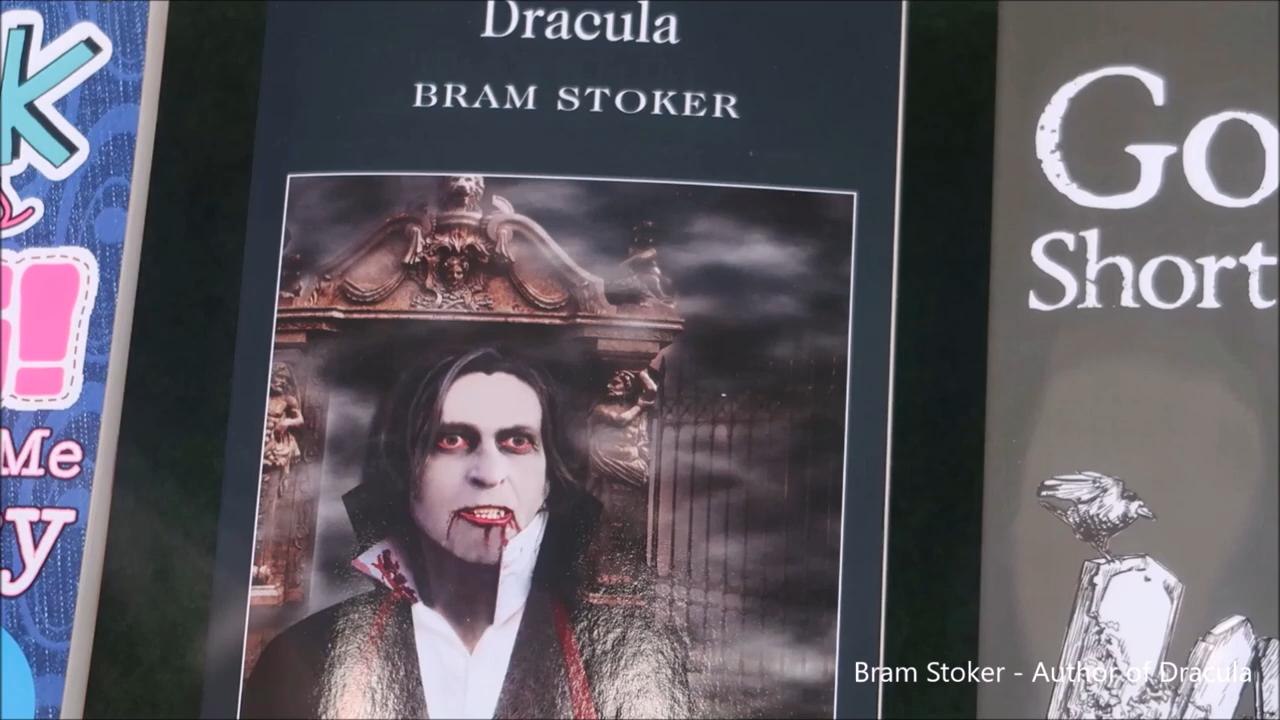 K
!
Me
y
Dracula
BRAM STOKER
Go
Short
Bram Stoker - Author of Dracula